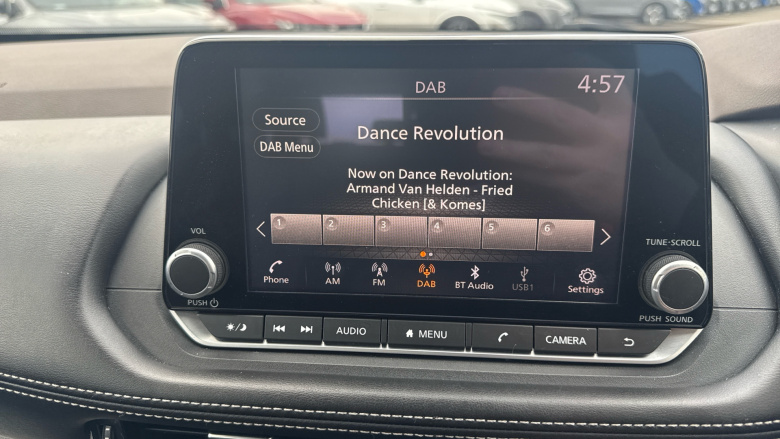 DAB
4:57
Source
Dance Revolution
DAB Menu
Now on Dance Revolution:
Armand Van Helden - Fried
Chicken [& Komes]
1 2 3 4 5 6
VOL
TUNE·SCROLL
Phone
AM
FM
DAB
BT Audio
USB1
Settings
PUSH
PUSH SOUND
AUDIO
MENU
CAMERA